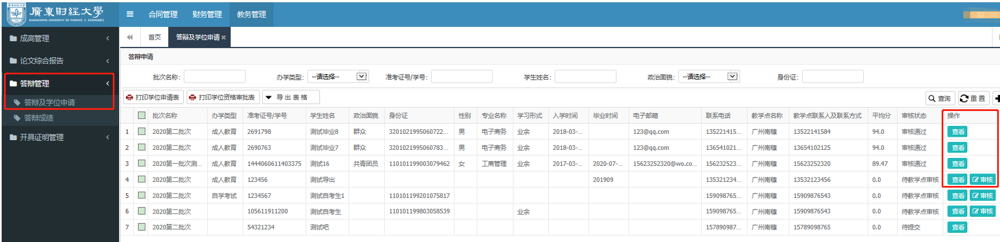 廣東財經大學
GUANGDONG UNIVERSITY OF FINANCE & ECONOMICS
合同管理 财务管理 教务管理
成高管理
论文综合报告
答辩管理
答辩及学位申请
答辩成绩
开具证明管理
首页 答辩及学位申请
答辩申请
批次名称: 办学类型: --请选择-- 准考证号/学号: 学生姓名: 政治面貌: --请选择-- 身份证:
打印学位申请表 打印学位资格审批表 导出表格 查询 重置
批次名称 办学类型 准考证号/学号 学生姓名 政治面貌 身份证 性别 专业名称 学习形式 入学时间 毕业时间 电子邮箱 联系电话 教学点名称 教学点联系人及联系方式 平均分 审核状态 操作
1 2020第二批次 成人教育 2691798 测试毕业8 群众 3201021995060722... 男 电子商务 业余 2018-03-... 123@qq.com 135221415... 广州南穗 13522141584 94.0 审核通过 查看
2 2020第二批次 成人教育 2690763 测试毕业7 群众 3201021995060783... 男 电子商务 业余 2018-03-... 123@qq.com 136541021... 广州南穗 13654102125 94.0 审核通过 查看
3 2020第一批次测... 成人教育 1444060611403375 测试16 共青团员 110101199003079462 女 工商管理 业余 2017-03-... 2020-07-... 15623252320@wo.co... 156232523... 广州南穗 15623252320 89.47 审核通过 查看
4 2020第二批次 成人教育 123456 测试导出 201909 135321234... 广州南穗 13532123456 0.0 待教学点审核 查看 审核
5 2020第二批次 自学考试 1234567 测试自考生1 110101199201075817 159098765... 广州南穗 15909876543 0.0 待教学点审核 查看 审核
6 2020第二批次 105611911200 测试自考生 110101199803058539 业余 159098765... 广州南穗 15909876543 0.0 待教学点审核 查看 审核
7 2020第二批次 54321234 测试吧 157890987... 广州南穗 15789098765 0.0 待提交 查看